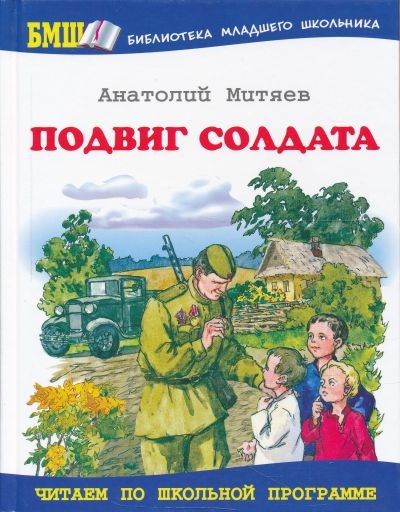 БМШ БИБЛИОТЕКА МЛАДШЕГО ШКОЛЬНИКА
Анатолий Митяев
ПОДВИГ СОЛДАТА
ЧИТАЕМ ПО ШКОЛЬНОЙ ПРОГРАММЕ